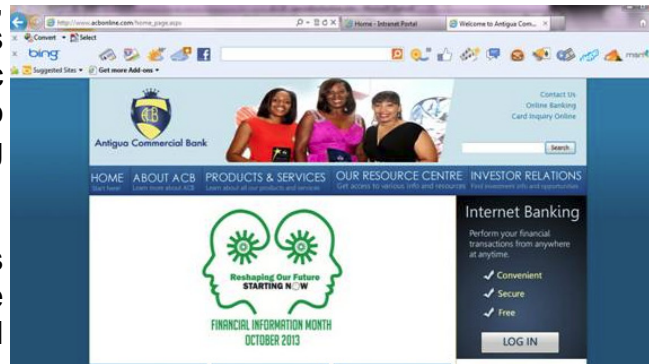 http://www.acbonline.com/home_page.aspx
Home - Intranet Portal
Welcome to Antigua Com...
x Convert Select
x bing
Suggested Sites Get more Add-ons
ACB
Antigua Commercial Bank
Contact Us
Online Banking
Card Inquiry Online
Search
HOME ABOUT ACB PRODUCTS & SERVICES OUR RESOURCE CENTRE INVESTOR RELATIONS
Start here! Learn more about ACB Learn about all our products and services Get access to various info and resources Find investment info and opportunities
Reshaping Our Future
STARTING NOW
FINANCIAL INFORMATION MONTH
OCTOBER 2013
Internet Banking
Perform your financial
transactions from anywhere
at anytime.
Convenient
Secure
Free
LOG IN